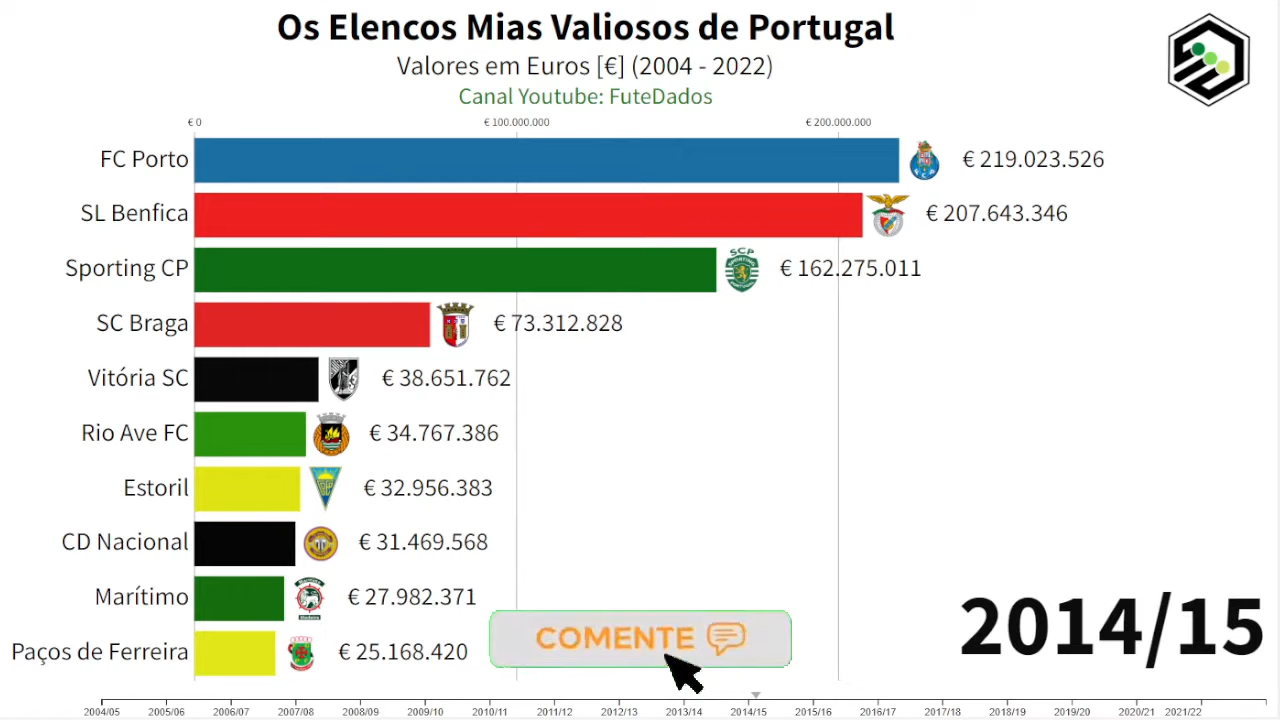 Os Elencos Mias Valiosos de Portugal
Valores em Euros [€] (2004 - 2022)
Canal Youtube: FuteDados
€ 0 € 100.000.000 € 200.000.000
FC Porto € 219.023.526
SL Benfica € 207.643.346
Sporting CP SCP € 162.275.011
SC Braga € 73.312.828
Vitória SC € 38.651.762
Rio Ave FC € 34.767.386
Estoril € 32.956.383
CD Nacional € 31.469.568
Marítimo € 27.982.371
Paços de Ferreira € 25.168.420
COMENTE
2014/15
2004/05 2005/06 2006/07 2007/08 2008/09 2009/10 2010/11 2011/12 2012/13 2013/14 2014/15 2015/16 2016/17 2017/18 2018/19 2019/20 2020/21 2021/22